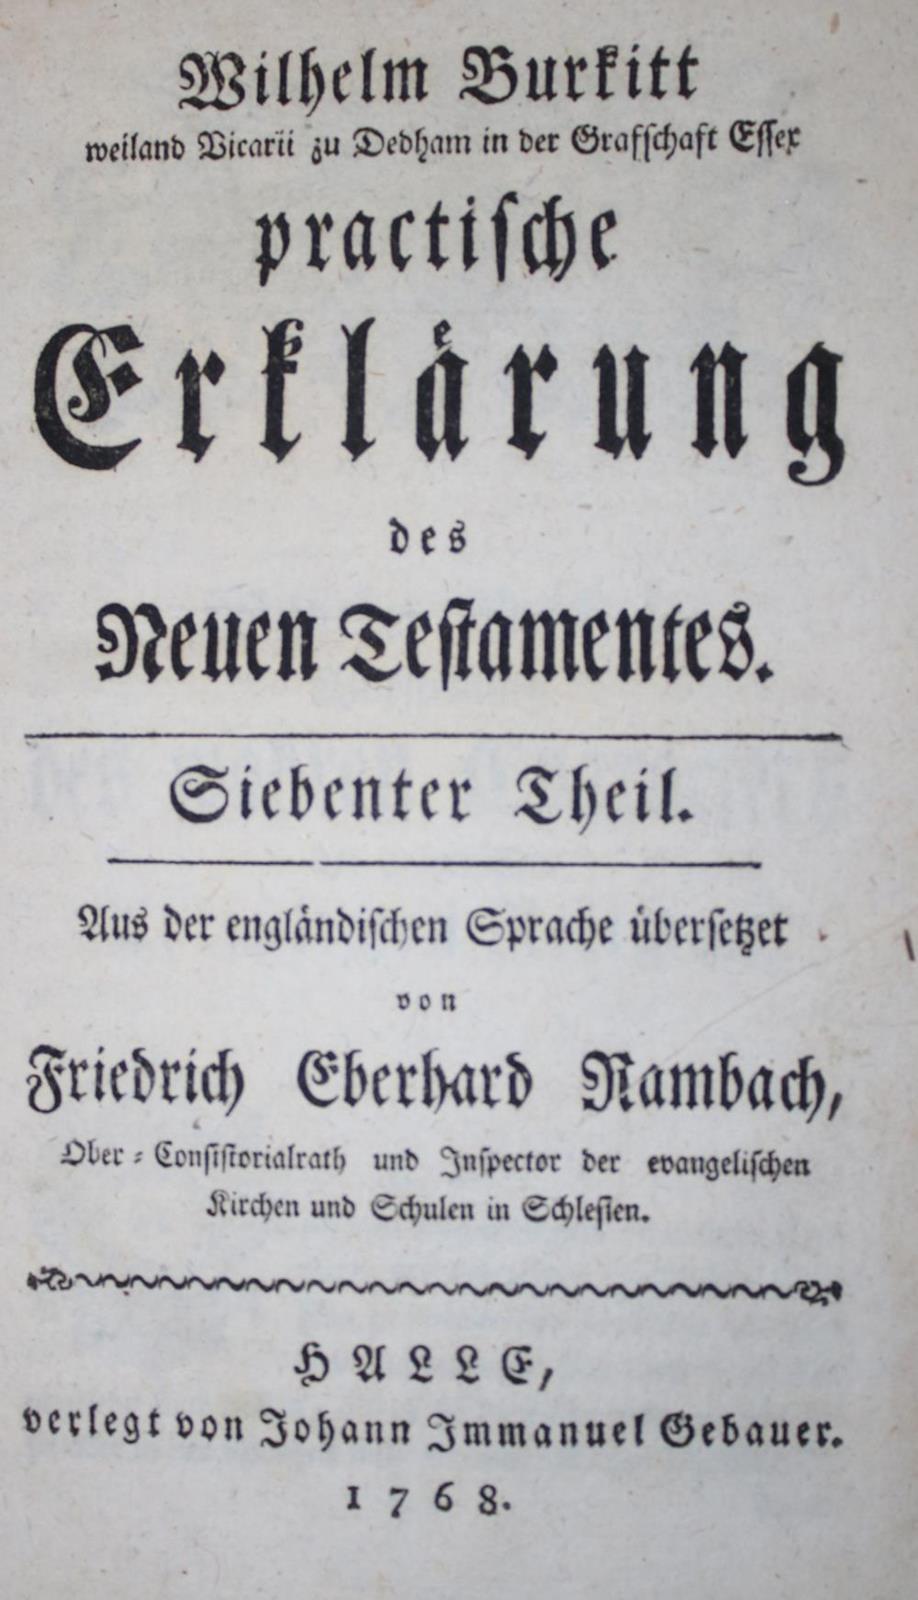 Wilhelm Burkitt
weiland Vicarii zu Dedham in der Grafschaft Essex
practische
Erklärung
des
Neuen Testamentes.
Siebenter Theil.
Aus der engländischen Sprache übersetzet
von
Friedrich Eberhard Rambach,
Ober-Consistorialrath und Inspector der evangelischen
Kirchen und Schulen in Schlesien.
HALLE,
verlegt von Johann Immanuel Gebauer.
1768.